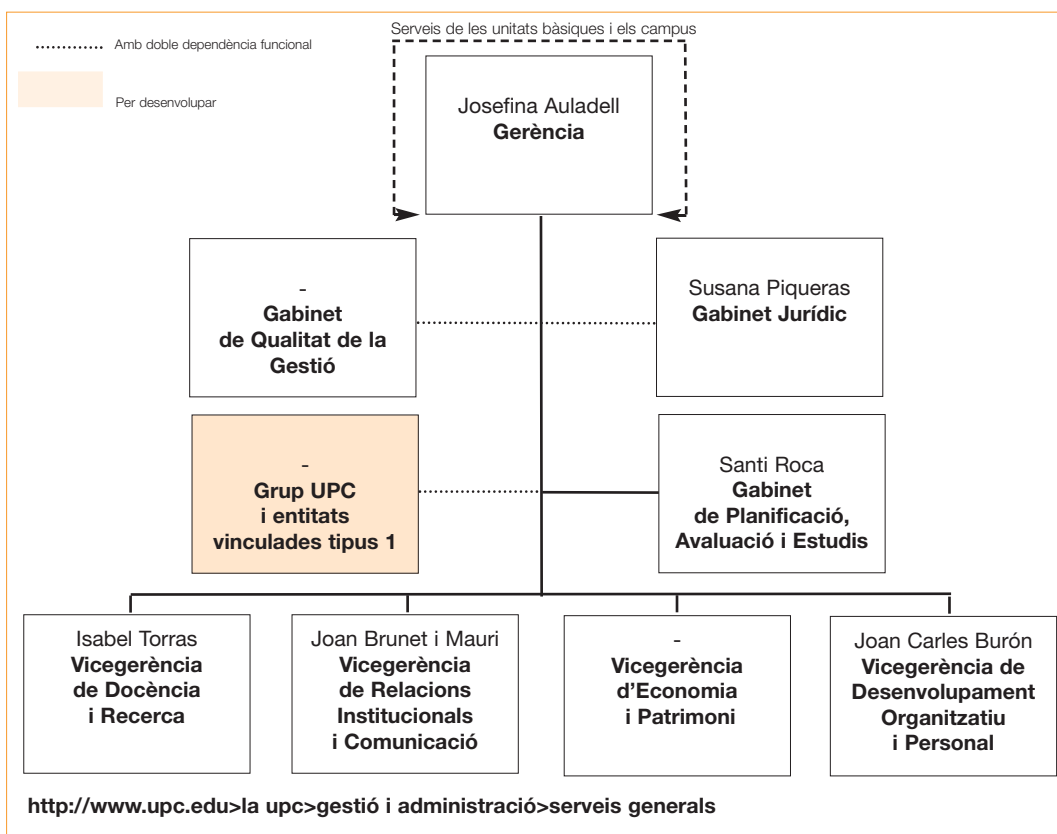 Serveis de les unitats bàsiques i els campus
Amb doble dependència funcional
Per desenvolupar
Josefina Auladell
Gerència
-
Gabinet
de Qualitat de la
Gestió
Susana Piqueras
Gabinet Jurídic
-
Grup UPC
i entitats
vinculades tipus 1
Santi Roca
Gabinet
de Planificació,
Avaluació i Estudis
Isabel Torras
Vicegerència
de Docència
i Recerca
Joan Brunet i Mauri
Vicegerència
de Relacions
Institucionals
i Comunicació
-
Vicegerència
d’Economia
i Patrimoni
Joan Carles Burón
Vicegerència de
Desenvolupament
Organitzatiu
i Personal
http://www.upc.edu>la upc>gestió i administració>serveis generals